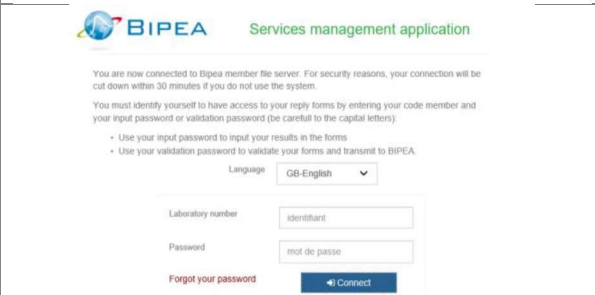 BIPEA
Services management application
You are now connected to Bipea member file server. For security reasons, your connection will be
cut down within 30 minutes if you do not use the system.
You must identify yourself to have access to your reply forms by entering your code member and
your input password or validation password (be carefull to the capital letters):
• Use your input password to input your results in the forms
• Use your validation password to validate your forms and transmit to BIPEA.
Language GB-English
Laboratory number identifiant
Password mot de passe
Forgot your password Connect